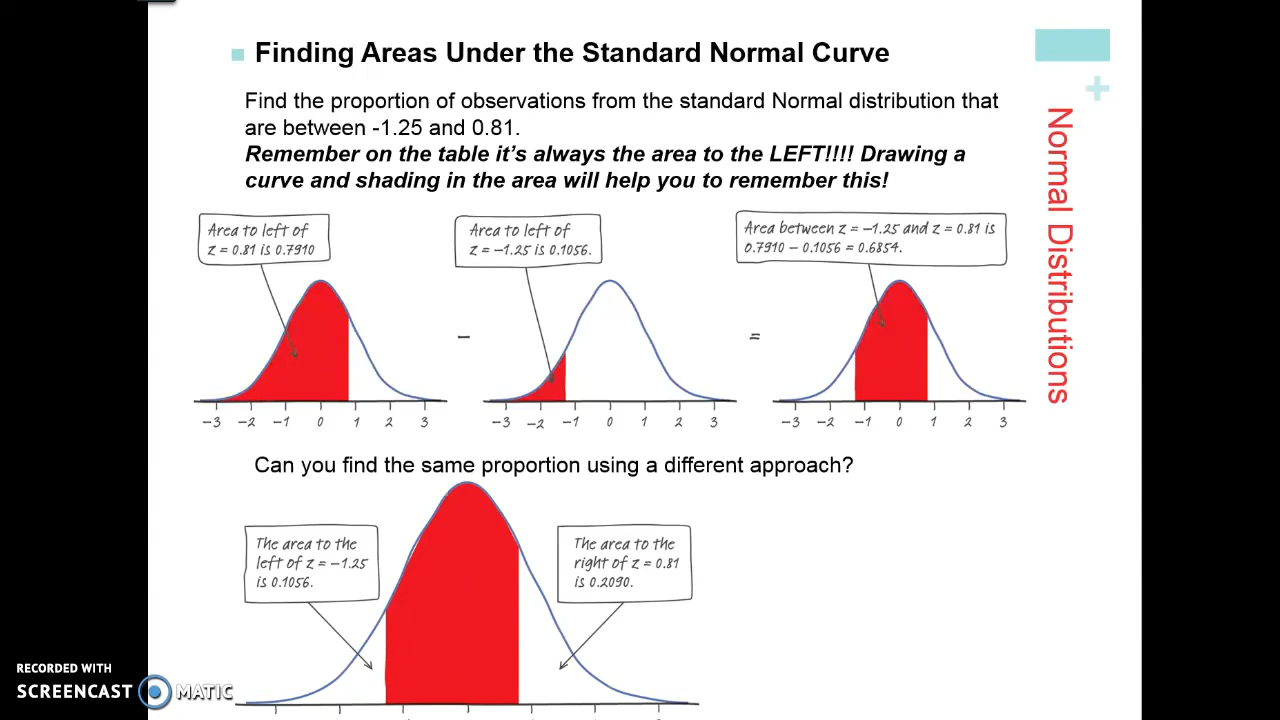 Finding Areas Under the Standard Normal Curve
Find the proportion of observations from the standard Normal distribution that
are between -1.25 and 0.81.
Remember on the table it's always the area to the LEFT!!!! Drawing a
curve and shading in the area will help you to remember this!
+
Normal Distributions
Area to left of
z = 0.81 is 0.7910
Area to left of
z = -1.25 is 0.1056.
Area between z = -1.25 and z = 0.81 is
0.7910 - 0.1056 = 0.6854.
-
=
-3 -2 -1 0 1 2 3
-3 -2 -1 0 1 2 3
-3 -2 -1 0 1 2 3
Can you find the same proportion using a different approach?
The area to the
left of z = -1.25
is 0.1056.
The area to the
right of z = 0.81
is 0.2090.
RECORDED WITH
SCREENCAST MATIC